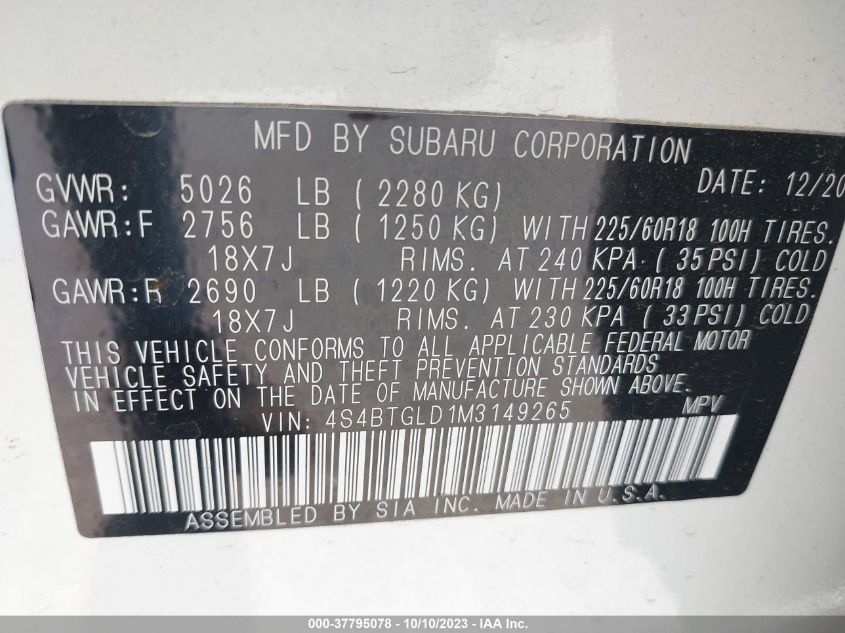 MFD BY SUBARU CORPORATION
GVWR: 5026 LB ( 2280 KG) DATE: 12/20
GAWR:F 2756 LB ( 1250 KG) WITH 225/60R18 100H TIRES.
18X7J RIMS. AT 240 KPA ( 35 PSI) COLD
GAWR:R 2690 LB ( 1220 KG) WITH 225/60R18 100H TIRES.
18X7J RIMS. AT 230 KPA ( 33 PSI) COLD
THIS VEHICLE CONFORMS TO ALL APPLICABLE FEDERAL MOTOR
VEHICLE SAFETY AND THEFT PREVENTION STANDARDS
IN EFFECT ON THE DATE OF MANUFACTURE SHOWN ABOVE.
VIN: 4S4BTGLD1M3149265 MPV
ASSEMBLED BY SIA INC. MADE IN U.S.A.
000-37795078 - 10/10/2023 - IAA Inc.